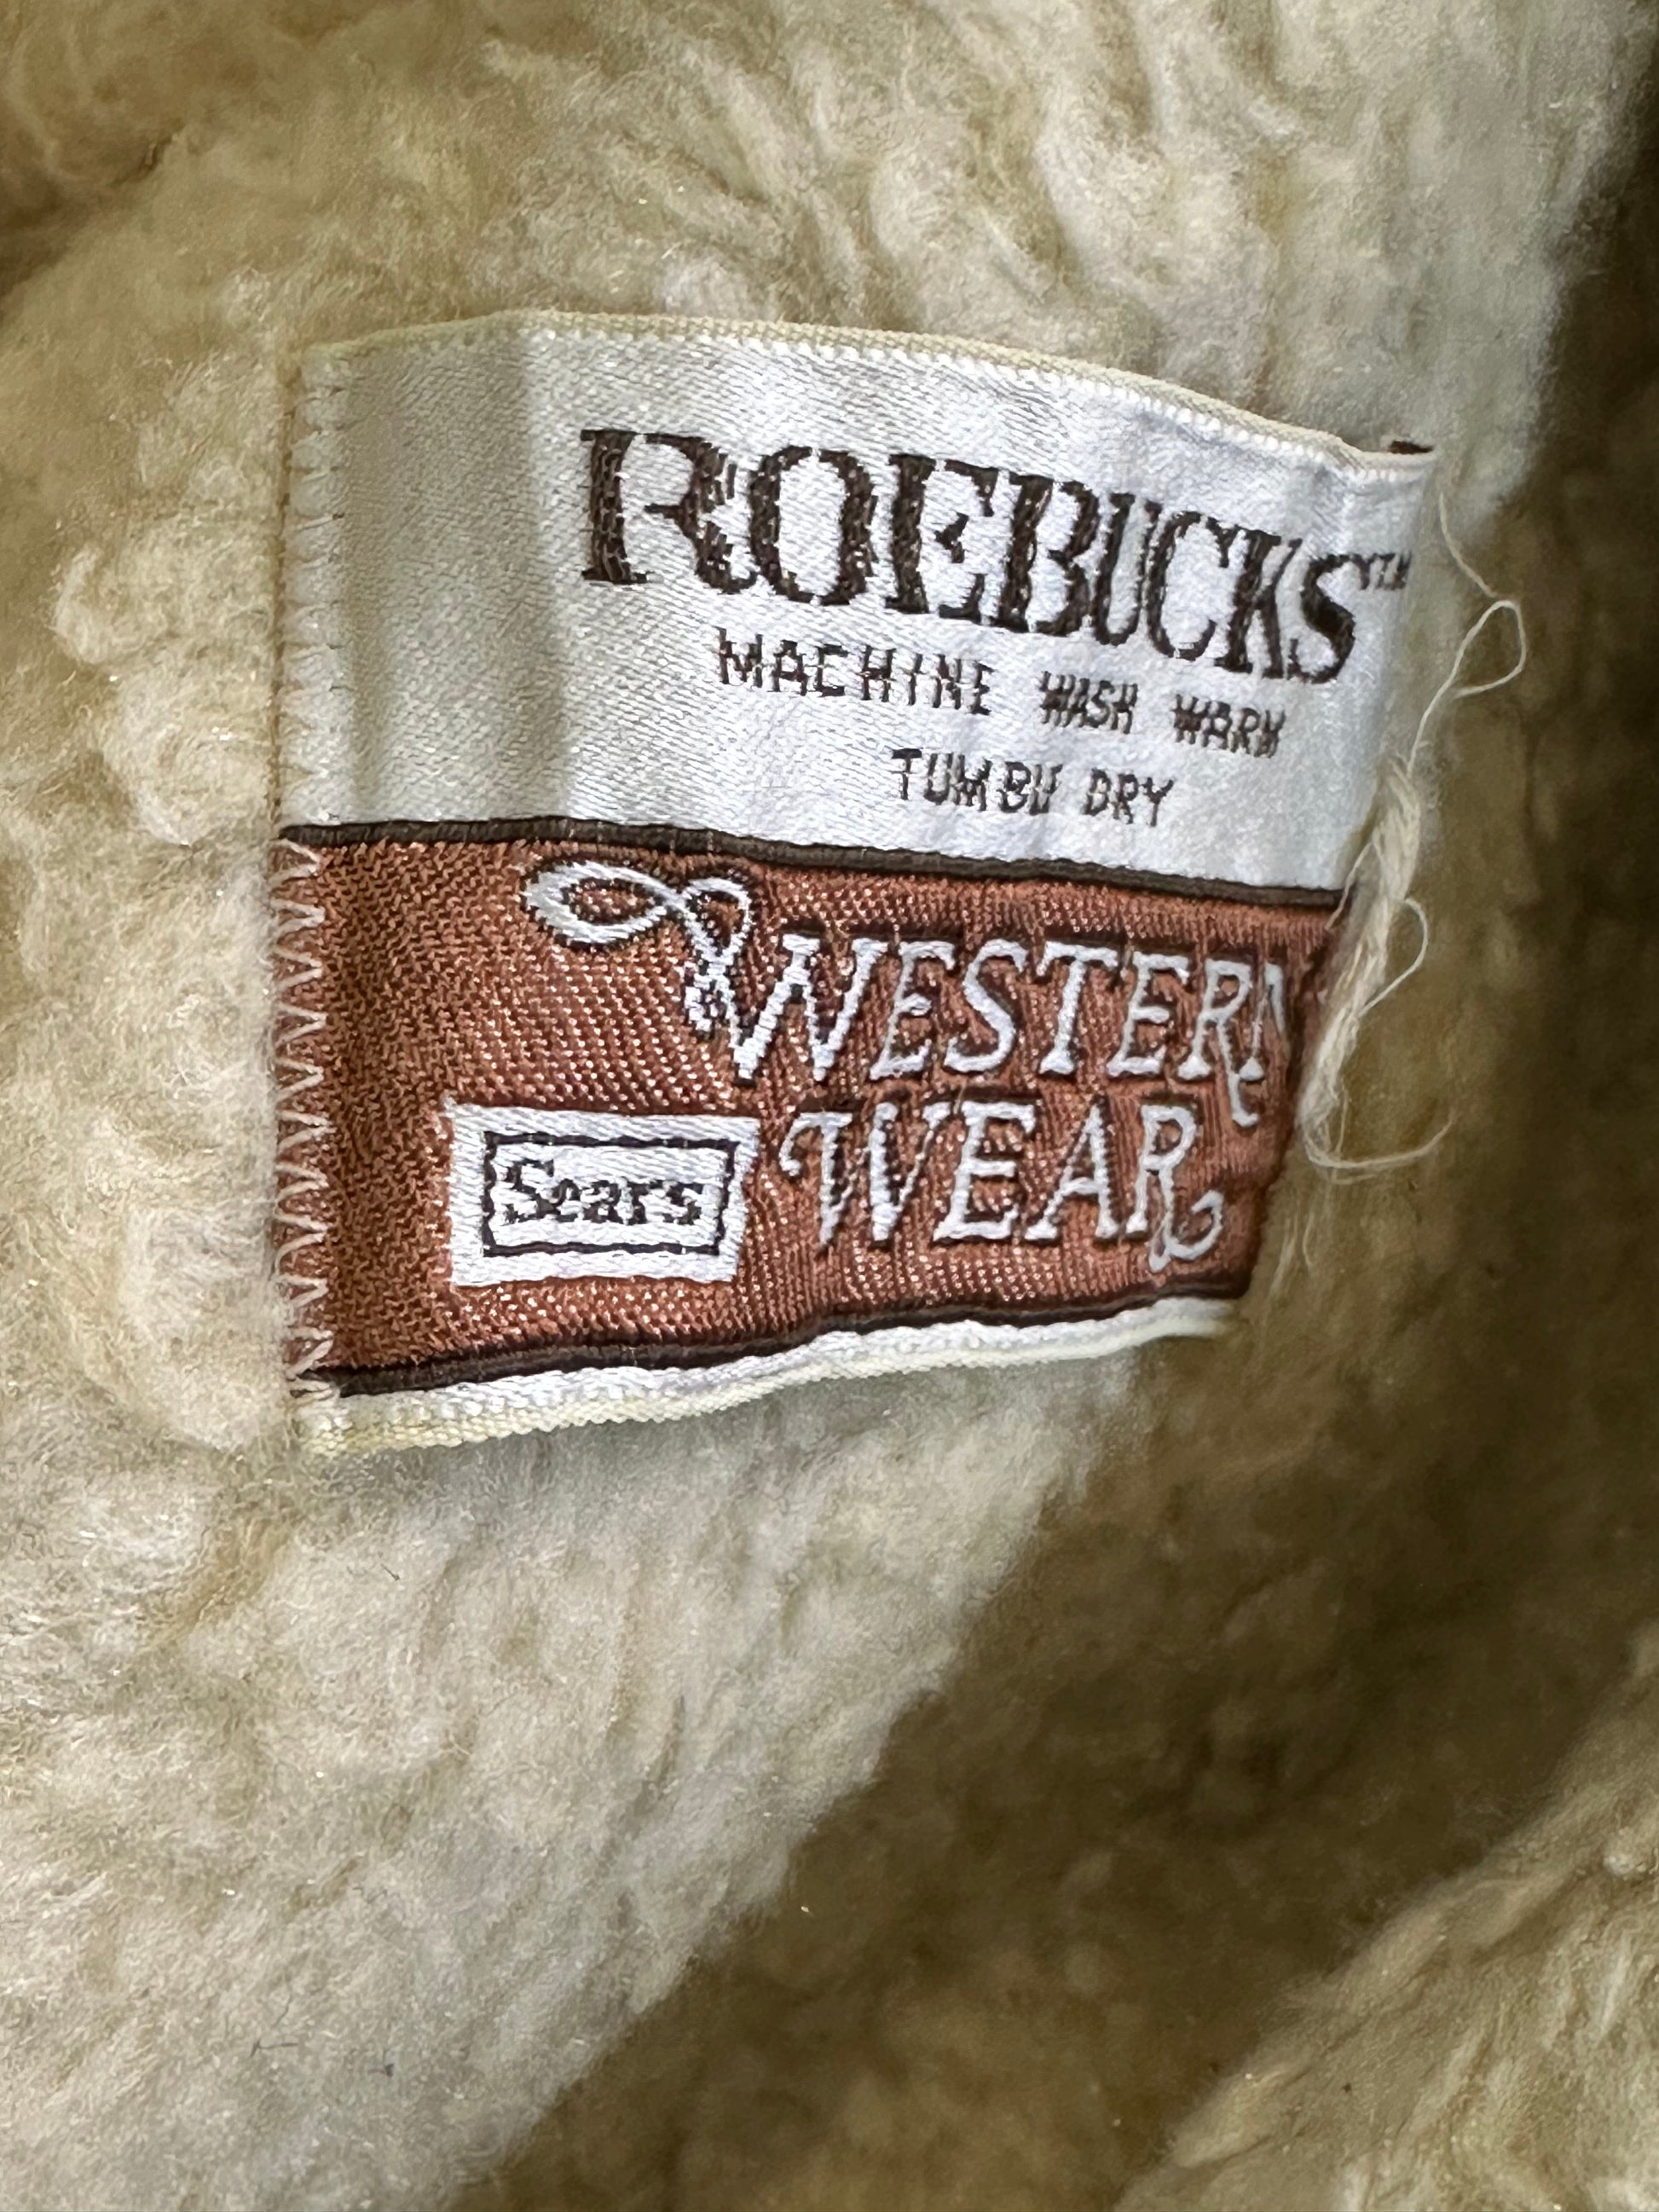 ROEBUCKS™
MACHINE WASH WARM
TUMBLE DRY
WESTERN
WEAR
Sears